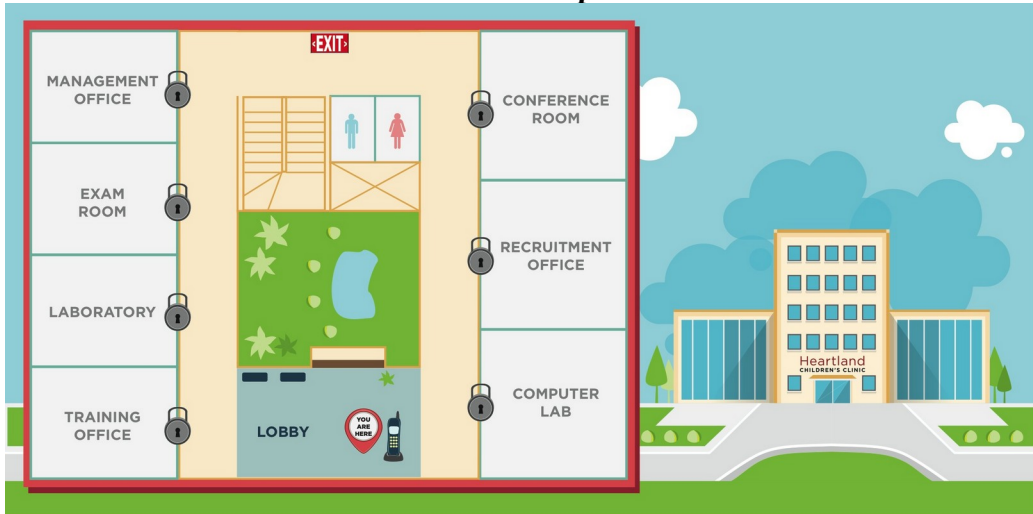 ‹EXIT›
MANAGEMENT
OFFICE
EXAM
ROOM
LABORATORY
TRAINING
OFFICE
LOBBY
YOU
ARE
HERE
CONFERENCE
ROOM
RECRUITMENT
OFFICE
COMPUTER
LAB
Heartland
CHILDREN'S CLINIC